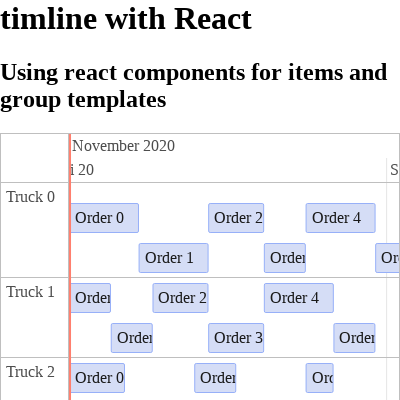 timline with React
Using react components for items and
group templates
November 2020
i 20
S
Truck 0
Order 0
Order 2
Order 4
Order 1
Order
Or
Truck 1
Order
Order 2
Order 4
Order
Order 3
Order
Truck 2
Order 0
Order
Ord